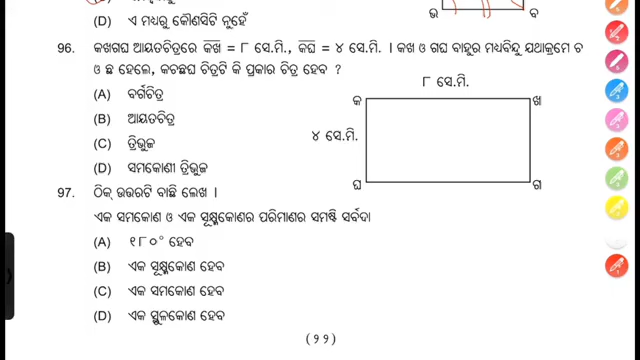 ଭ ବ
(D) ଏ ମଧ୍ୟରୁ କୌଣସିଟି ନୁହେଁ
96. କଖଗଘ ଆୟତଚିତ୍ରରେ କଖ = ୮ ସେ.ମି., କଘ = ୪ ସେ.ମି. । କଖ ଓ ଗଘ ବାହୁର ମଧ୍ୟବିନ୍ଦୁ ଯଥାକ୍ରମେ ଚ
ଓ ଛ ହେଲେ, କଚଛଘ ଚିତ୍ରଟି କି ପ୍ରକାର ଚିତ୍ର ହେବ ?
୮ ସେ.ମି.
(A) ବର୍ଗଚିତ୍ର
କ ଖ
(B) ଆୟତଚିତ୍ର
୪ ସେ.ମି.
(C) ତ୍ରିଭୁଜ
(D) ସମକୋଣୀ ତ୍ରିଭୁଜ
ଘ ଗ
97. ଠିକ୍ ଉତ୍ତରଟି ବାଛି ଲେଖ ।
ଏକ ସମକୋଣ ଓ ଏକ ସୂକ୍ଷ୍ମକୋଣର ପରିମାଣର ସମଷ୍ଟି ସର୍ବଦା
(A) ୧୮୦° ହେବ
(B) ଏକ ସୂକ୍ଷ୍ମକୋଣ ହେବ
(C) ଏକ ସମକୋଣ ହେବ
(D) ଏକ ସ୍ଥୁଳକୋଣ ହେବ
(୨୨)